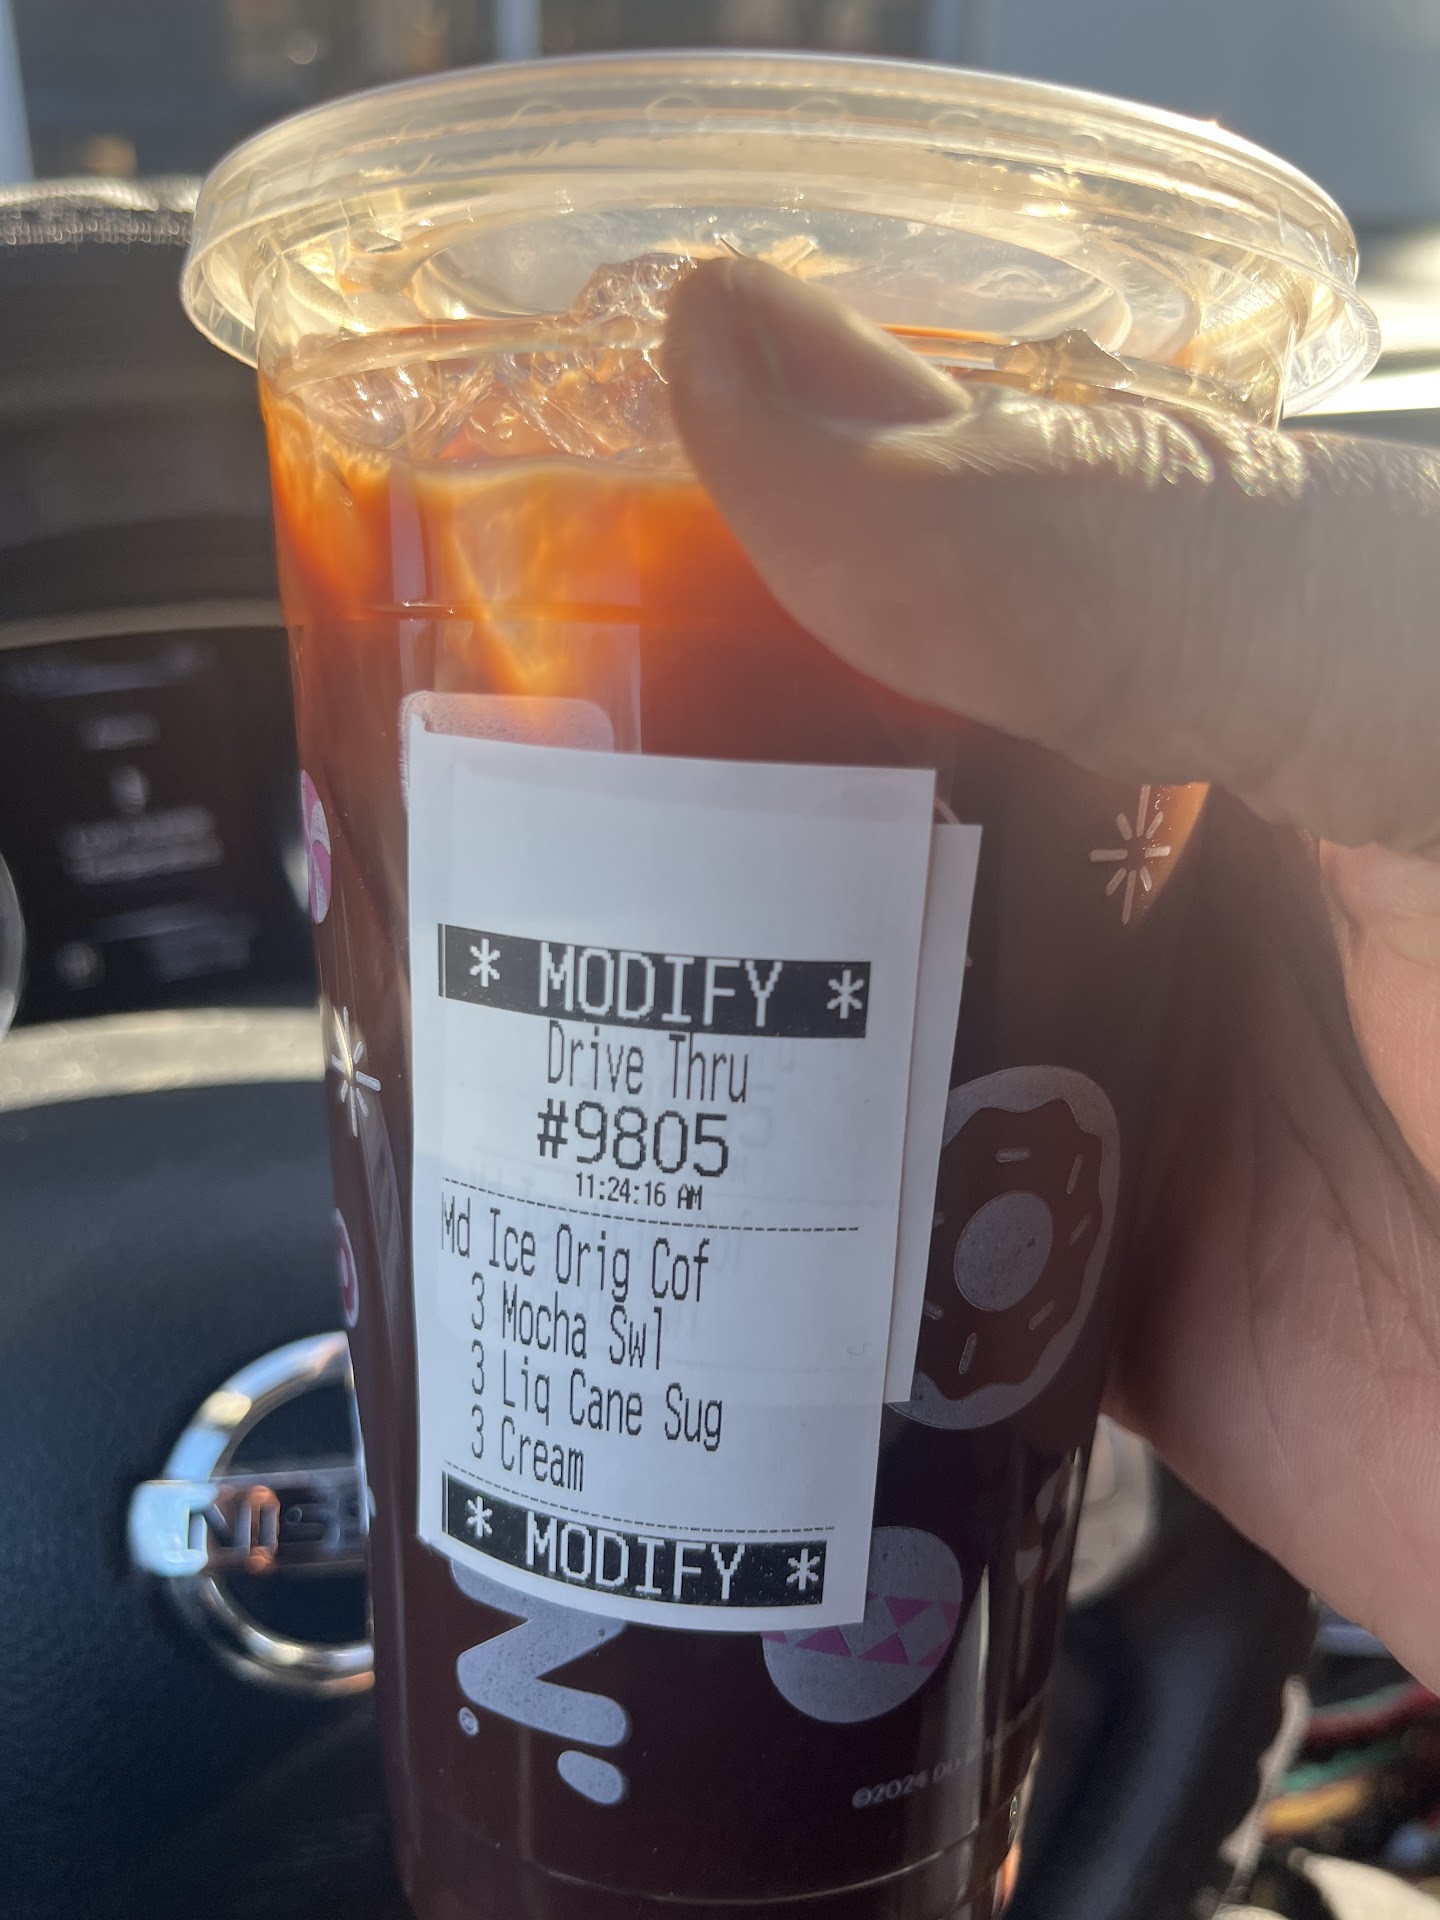 * MODIFY *
Drive Thru
#9805
11:24:16 AM
Md Ice Orig Cof
3 Mocha Swl
3 Liq Cane Sug
3 Cream
* MODIFY *
N
®
©2024